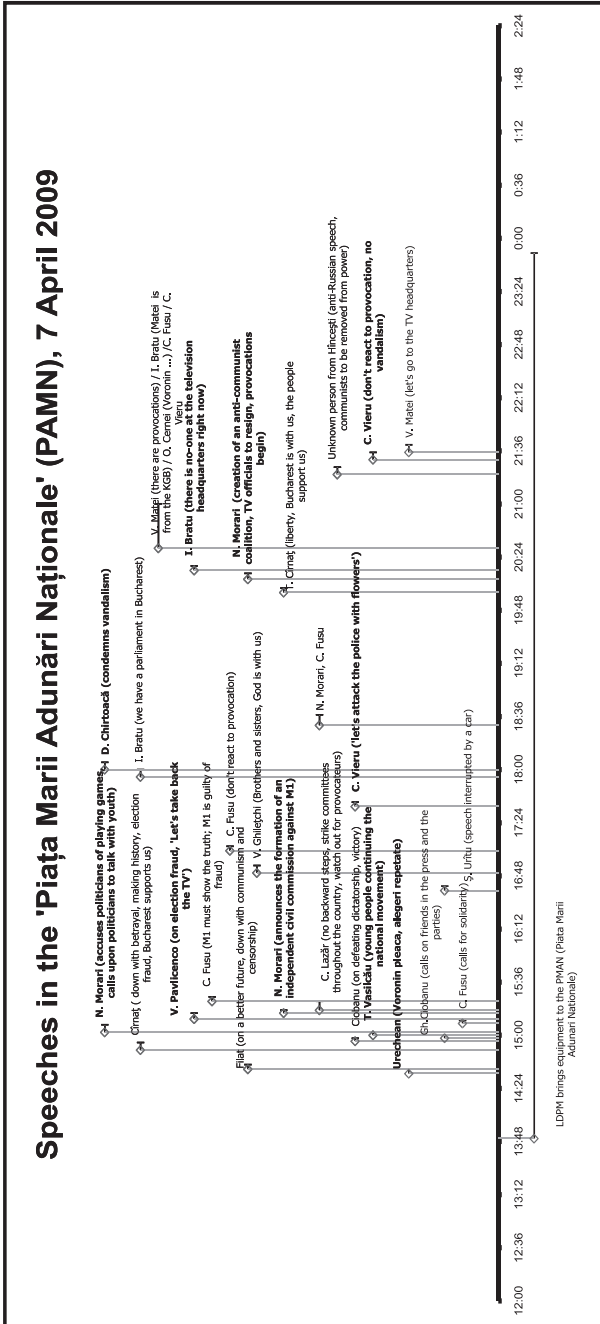 Speeches in the 'Piața Marii Adunări Naționale' (PAMN), 7 April 2009
N. Morari (accuses politicians of playing games,
calls upon politicians to talk with youth)
D. Chirtoacă (condemns vandalism)
Cîrnaț ( down with betrayal, making history, election
fraud, Bucharest supports us)
I. Bratu (we have a parliament in Bucharest)
V. Matei (there are provocations) / I. Bratu (Matei is
from the KGB) / O. Cernei (Voronin ...) /C. Fusu / C.
Vieru
V. Pavlicenco (on election fraud, 'Let's take back
the TV')
I. Bratu (there is no-one at the television
headquarters right now)
C. Fusu (M1 must show the truth; M1 is guilty of
fraud)
C. Fusu (don't react to provocation)
Filat (on a better future, down with communism and
censorship)
N. Morari (creation of an anti-communist
coalition, TV officials to resign, provocations
begin)
V. Ghilețchi (Brothers and sisters, God is with us)
N. Morari (announces the formation of an
independent civil commission against M1)
T. Cîrnaț (liberty, Bucharest is with us, the people
support us)
C. Lazăr (no backward steps, strike committees
throughout the country, watch out for provocateurs)
N. Morari, C. Fusu
Unknown person from Hîncești (anti-Russian speech,
communists to be removed from power)
Ciobanu (on defeating dictatorship, victory)
C. Vieru ('let's attack the police with flowers')
T. Vasilcău (young people continuing the
national movement)
C. Vieru (don't react to provocation, no
vandalism)
Urechean (Voronin pleaca, alegeri repetate)
V. Matei (let's go to the TV headquarters)
Gh.Ciobanu (calls on friends in the press and the
parties)
C. Fusu (calls for solidarity)
Ș. Urîtu (speech interrupted by a car)
12:00 12:36 13:12 13:48 14:24 15:00 15:36 16:12 16:48 17:24 18:00 18:36 19:12 19:48 20:24 21:00 21:36 22:12 22:48 23:24 0:00 0:36 1:12 1:48 2:24
LDPM brings equipment to the PMAN (Piata Marii
Adunari Nationale)